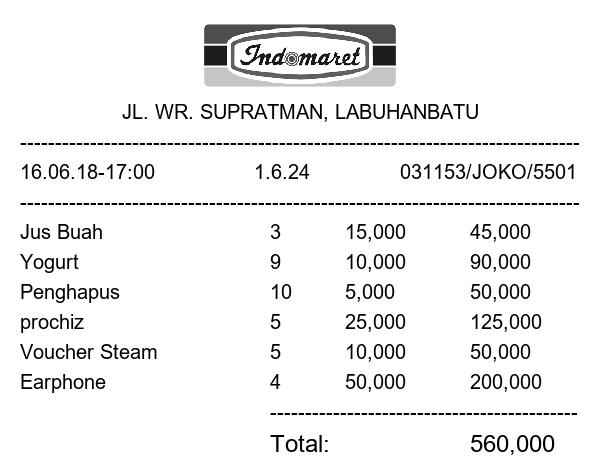 Indomaret
JL. WR. SUPRATMAN, LABUHANBATU
--------------------------------------------------------------------------------
16.06.18-17:00 1.6.24 031153/JOKO/5501
--------------------------------------------------------------------------------
Jus Buah 3 15,000 45,000
Yogurt 9 10,000 90,000
Penghapus 10 5,000 50,000
prochiz 5 25,000 125,000
Voucher Steam 5 10,000 50,000
Earphone 4 50,000 200,000
--------------------------------------------
Total: 560,000